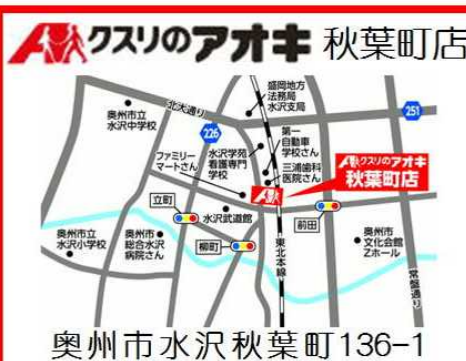 クスリのアオキ 秋葉町店
盛岡地方
法務局
水沢支局
北大通り
奥州市立
水沢中学校
226
251
第一
自動車
学校さん
水沢学苑
看護専門
学校
ファミリー
マートさん
三浦歯科
医院さん
クスリのアオキ
秋葉町店
立町
水沢武道館
前田
奥州市立
水沢小学校
奥州市
総合水沢
病院さん
柳町
東北本線
奥州市
文化会館
Zホール
常盤通り
奥州市水沢秋葉町136-1